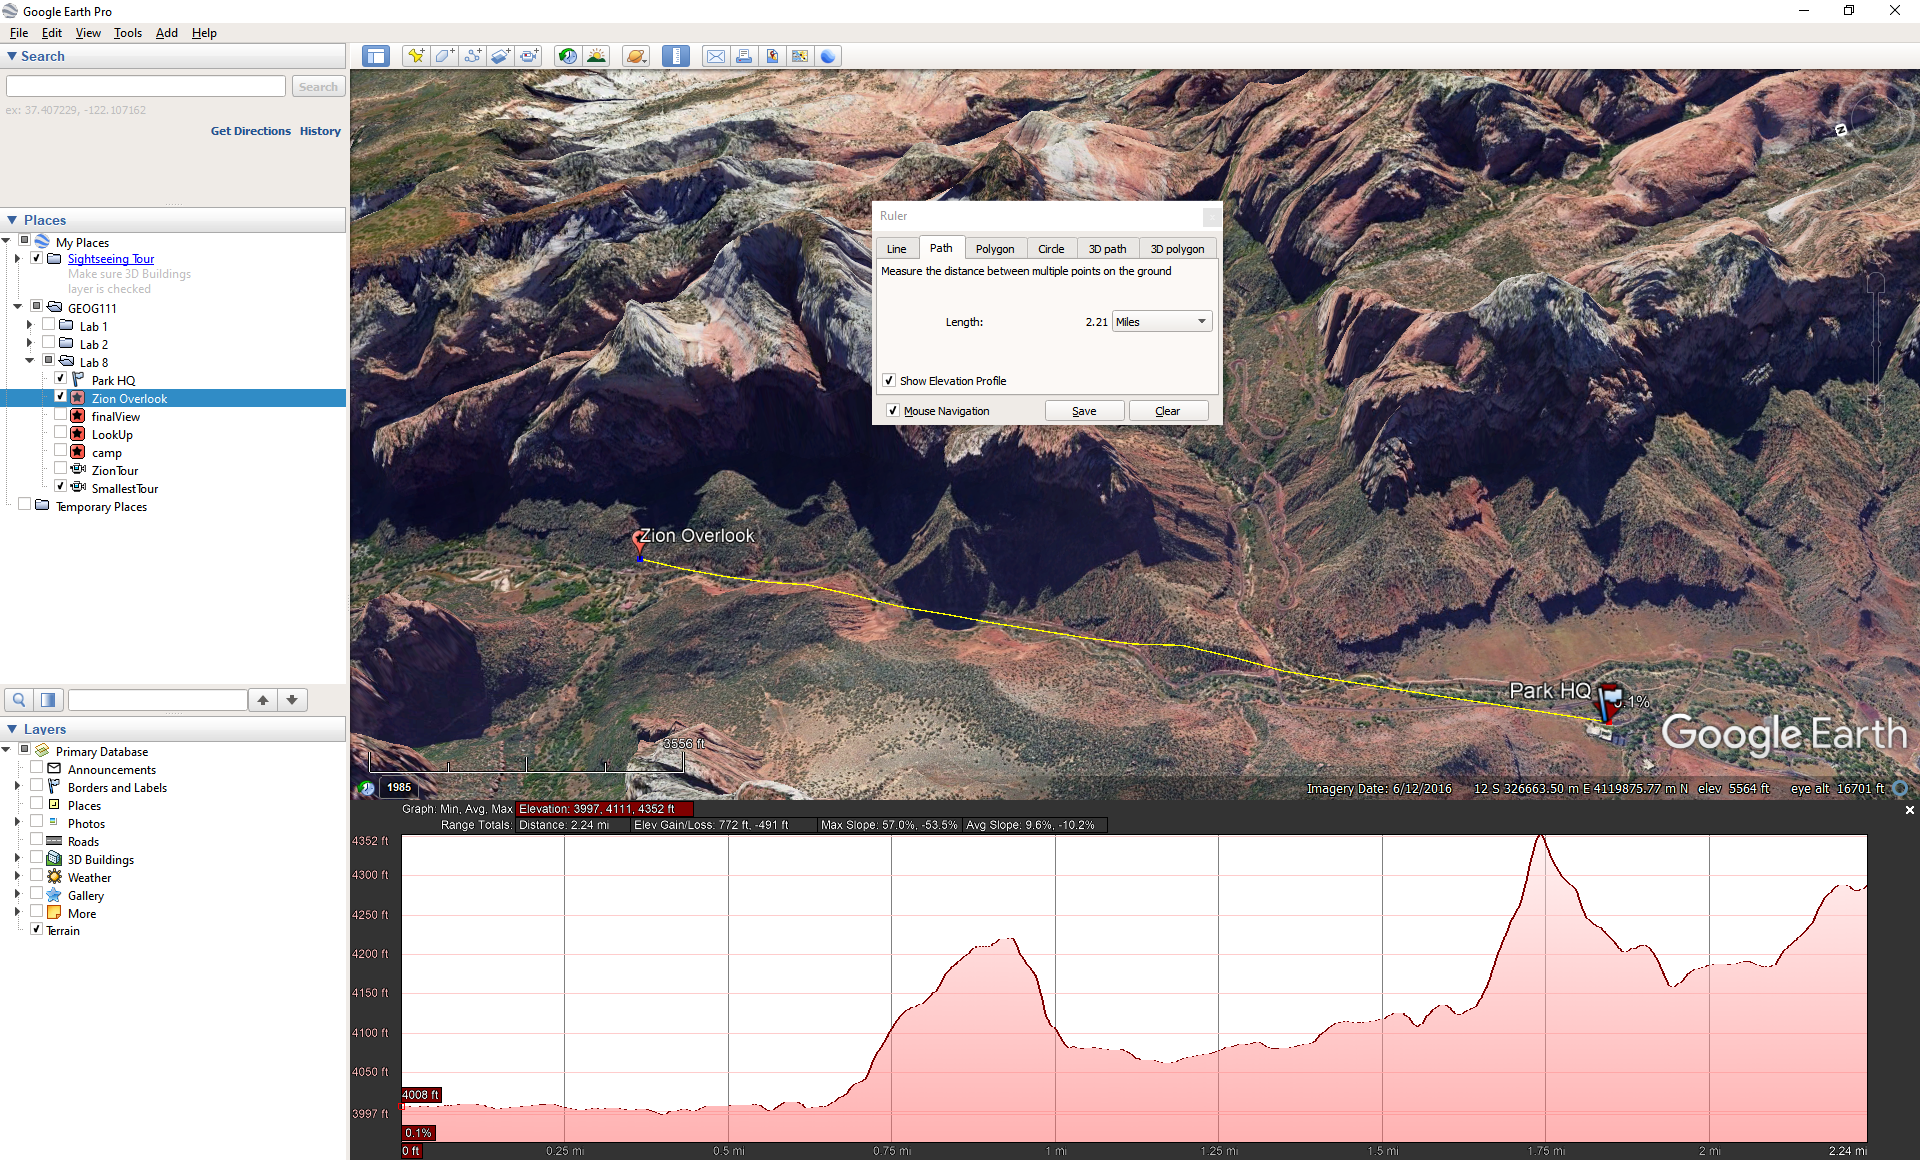 Google Earth Pro
File Edit View Tools Add Help
Search
Search
ex: 37.407229, -122.107162
Get Directions History
Places
My Places
Sightseeing Tour
Make sure 3D Buildings
layer is checked
GEOG111
Lab 1
Lab 2
Lab 8
Park HQ
Zion Overlook
finalView
LookUp
camp
ZionTour
SmallestTour
Temporary Places
Layers
Primary Database
Announcements
Borders and Labels
Places
Photos
Roads
3D Buildings
Weather
Gallery
More
Terrain
N
Ruler
Line Path Polygon Circle 3D path 3D polygon
Measure the distance between multiple points on the ground
Length: 2.21 Miles
Show Elevation Profile
Mouse Navigation Save Clear
Zion Overlook
Park HQ
.1%
Google Earth
3556 ft
1985
Imagery Date: 6/12/2016 12 S 326663.50 m E 4119875.77 m N elev 5564 ft eye alt 16701 ft
Graph: Min, Avg, Max Elevation: 3997, 4111, 4352 ft
Range Totals: Distance: 2.24 mi Elev Gain/Loss: 772 ft, -491 ft Max Slope: 57.0%, -53.5% Avg Slope: 9.6%, -10.2%
4352 ft
4300 ft
4250 ft
4200 ft
4150 ft
4100 ft
4050 ft
4008 ft
3997 ft
0.1%
0 ft 0.25 mi 0.5 mi 0.75 mi 1 mi 1.25 mi 1.5 mi 1.75 mi 2 mi 2.24 mi